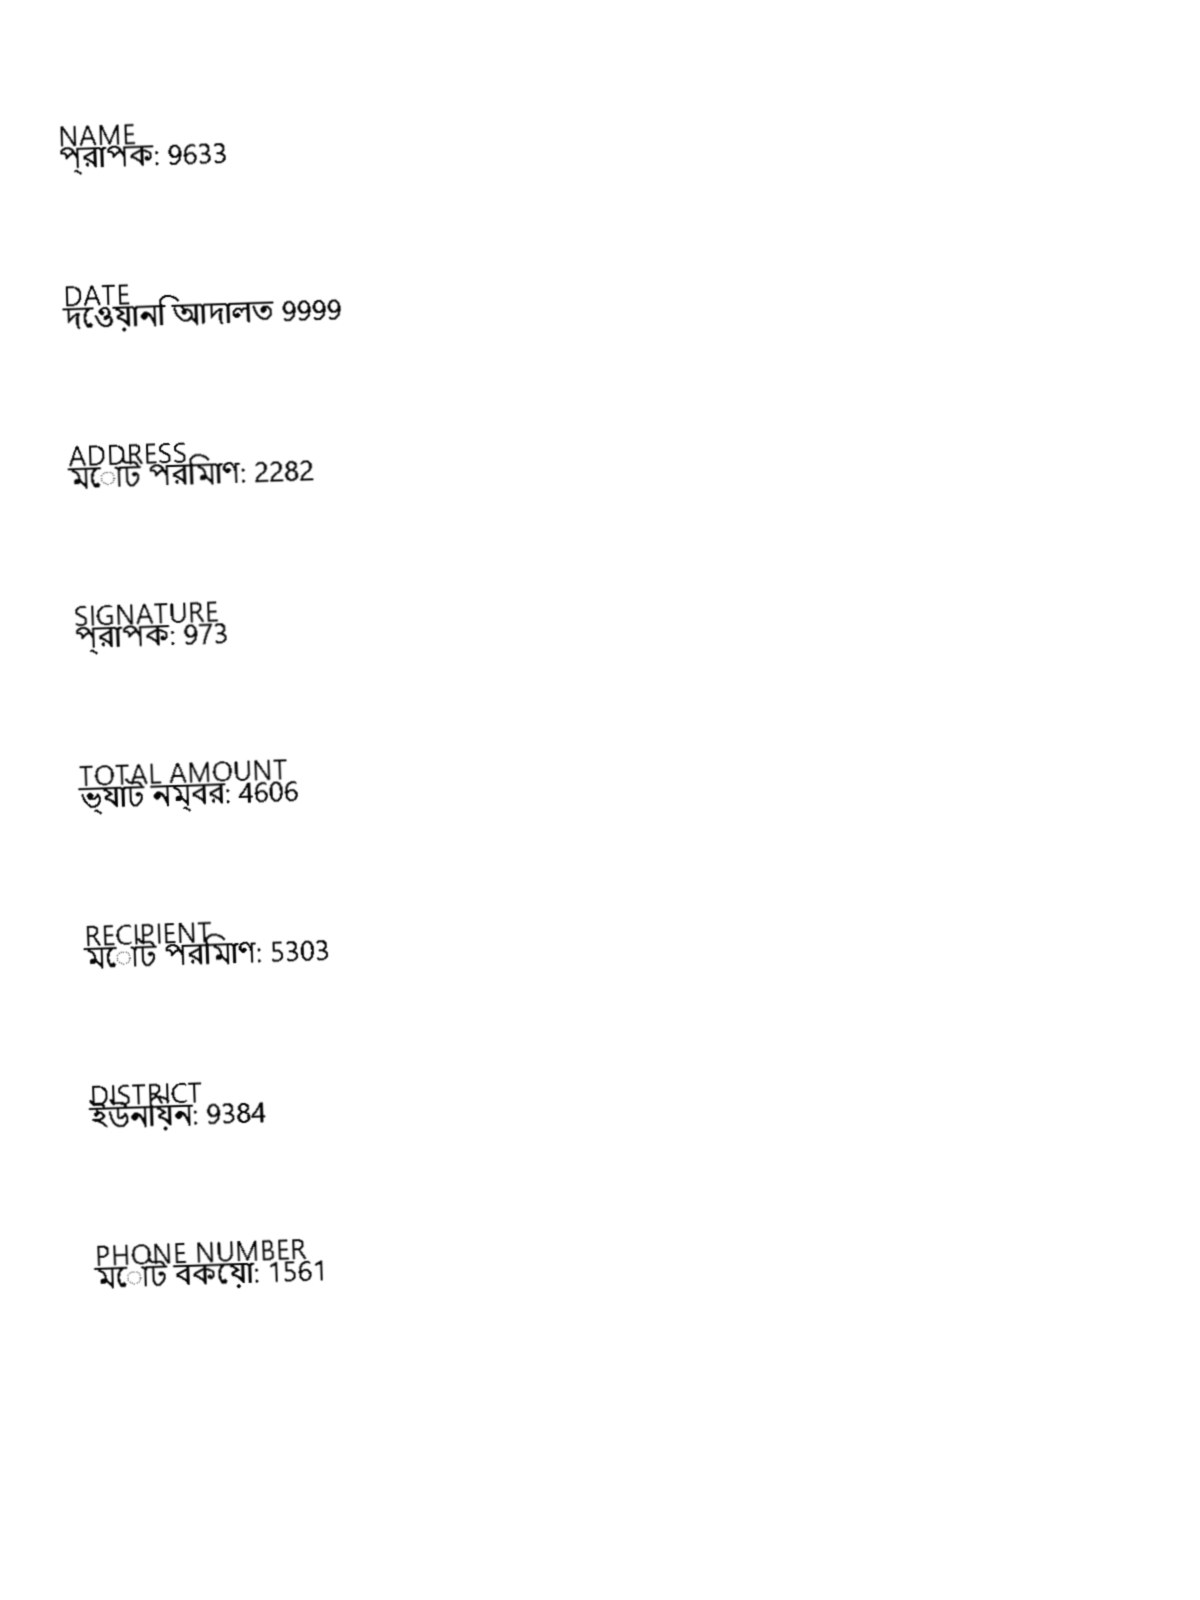 NAME
প্রাপক: 9633
DATE
দেওয়ানি আদালত 9999
ADDRESS
মোট পরিমাণ: 2282
SIGNATURE
প্রাপক: 973
TOTAL AMOUNT
ভ্যাট নম্বর: 4606
RECIPIENT
মোট পরিমাণ: 5303
DISTRICT
ইউনিয়ন: 9384
PHONE NUMBER
মোট বকেয়া: 1561